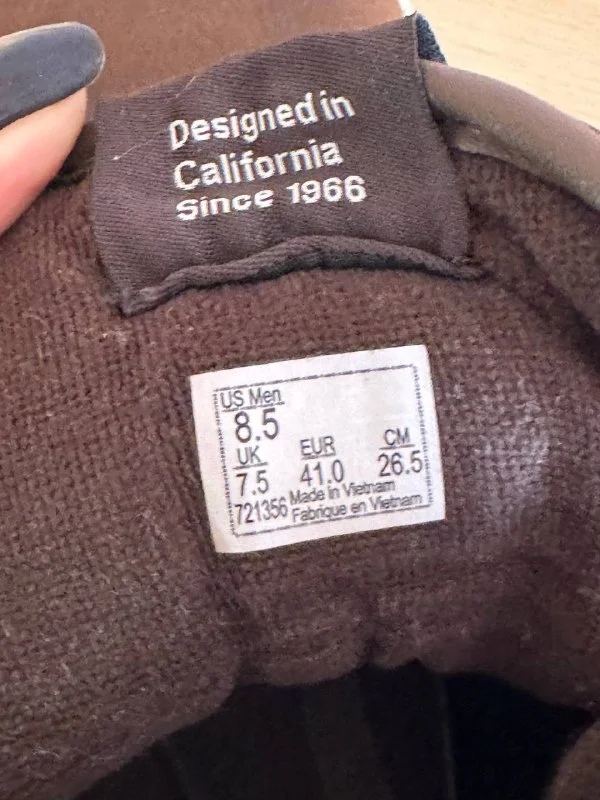 Designed in
California
Since 1966
US Men
8.5
UK EUR CM
7.5 41.0 26.5
721356 Made in Vietnam
Fabrique en Vietnam